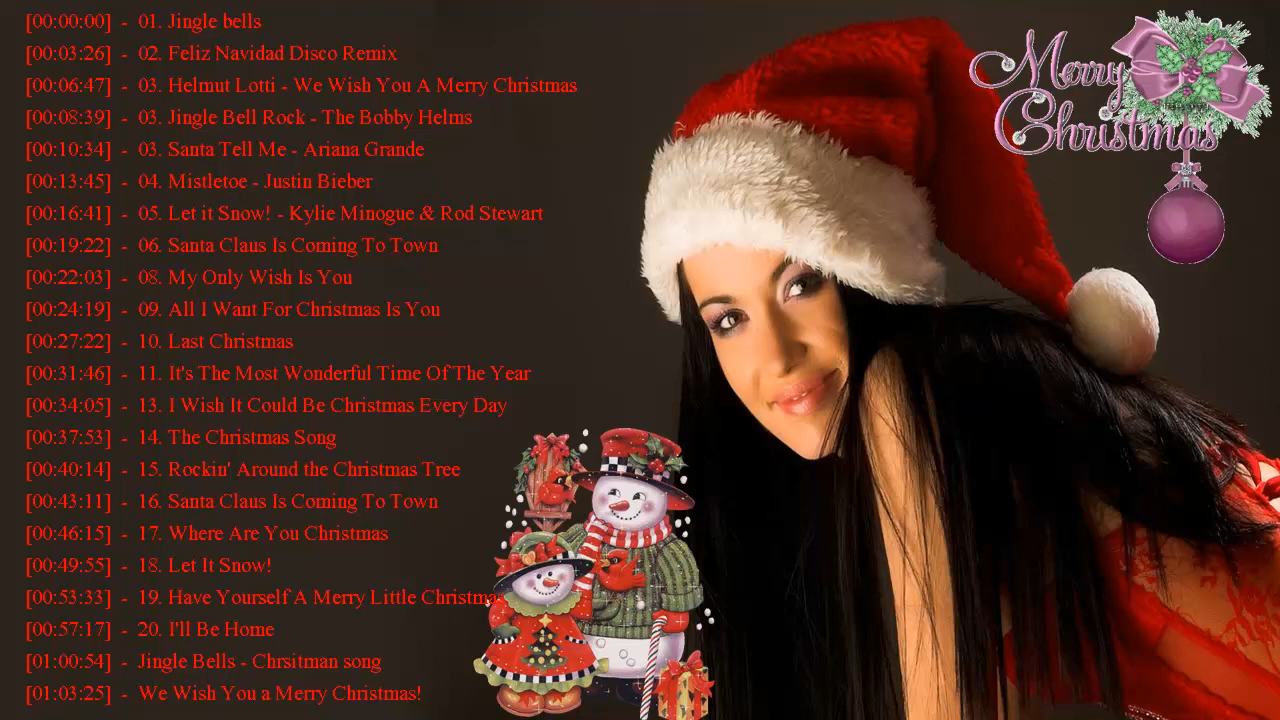 [00:00:00] - 01. Jingle bells
[00:03:26] - 02. Feliz Navidad Disco Remix
[00:06:47] - 03. Helmut Lotti - We Wish You A Merry Christmas
[00:08:39] - 03. Jingle Bell Rock - The Bobby Helms
[00:10:34] - 03. Santa Tell Me - Ariana Grande
[00:13:45] - 04. Mistletoe - Justin Bieber
[00:16:41] - 05. Let it Snow! - Kylie Minogue & Rod Stewart
[00:19:22] - 06. Santa Claus Is Coming To Town
[00:22:03] - 08. My Only Wish Is You
[00:24:19] - 09. All I Want For Christmas Is You
[00:27:22] - 10. Last Christmas
[00:31:46] - 11. It's The Most Wonderful Time Of The Year
[00:34:05] - 13. I Wish It Could Be Christmas Every Day
[00:37:53] - 14. The Christmas Song
[00:40:14] - 15. Rockin' Around the Christmas Tree
[00:43:11] - 16. Santa Claus Is Coming To Town
[00:46:15] - 17. Where Are You Christmas
[00:49:55] - 18. Let It Snow!
[00:53:33] - 19. Have Yourself A Merry Little Christmas
[00:57:17] - 20. I'll Be Home
[01:00:54] - Jingle Bells - Chrsitman song
[01:03:25] - We Wish You a Merry Christmas!
Merry
Christmas